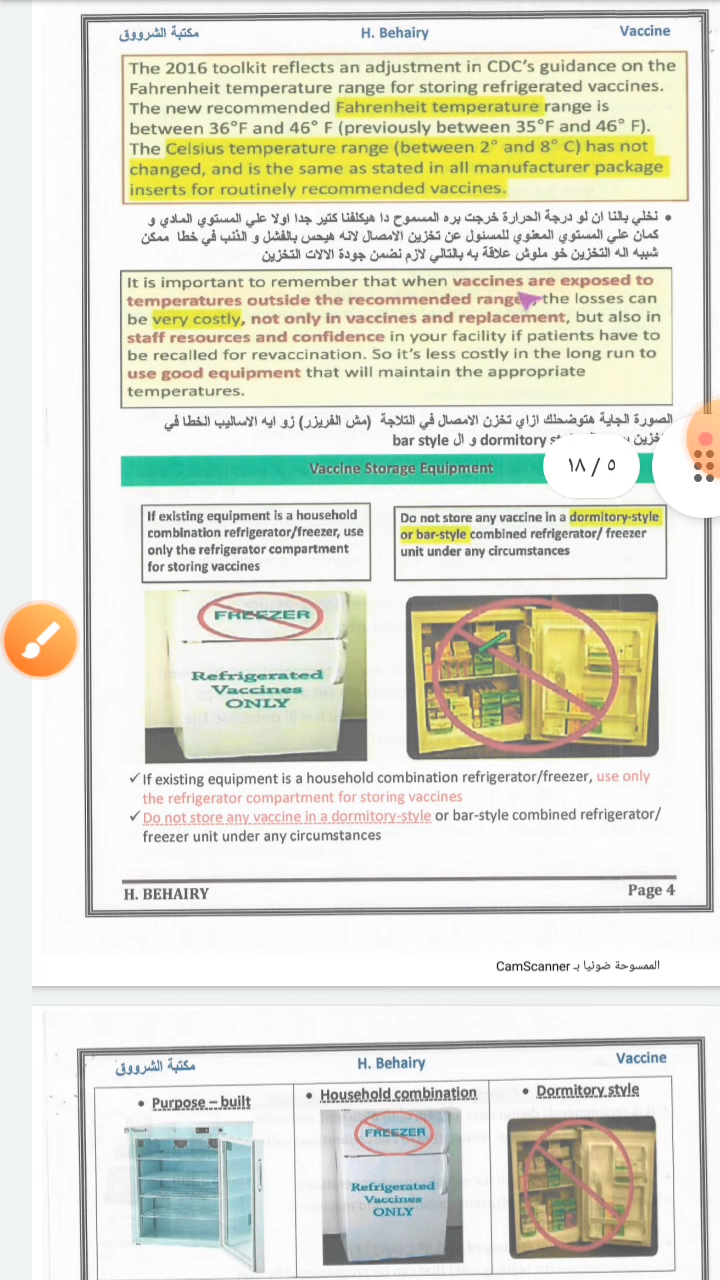 مكتبة الشرووق H. Behairy Vaccine
The 2016 toolkit reflects an adjustment in CDC's guidance on the
Fahrenheit temperature range for storing refrigerated vaccines.
The new recommended Fahrenheit temperature range is
between 36°F and 46° F (previously between 35°F and 46° F).
The Celsius temperature range (between 2° and 8° C) has not
changed, and is the same as stated in all manufacturer package
inserts for routinely recommended vaccines.
• نخلي بالنا ان لو درجة الحرارة خرجت بره المسموح دا هيكلفنا كتير جدا اولا علي المستوي المادي و
كمان علي المستوي المعنوي للمسئول عن تخزين الامصال لانه هيحس بالفشل و الذنب في خطا ممكن
شبيه اله التخزين خو ملوش علاقة به بالتالي لازم نضمن جودة الالات التخزين
It is important to remember that when vaccines are exposed to
temperatures outside the recommended range, the losses can
be very costly, not only in vaccines and replacement, but also in
staff resources and confidence in your facility if patients have to
be recalled for revaccination. So it's less costly in the long run to
use good equipment that will maintain the appropriate
temperatures.
الصورة الجاية هتوضحلك ازاي تخزن الامصال في التلاجة (مش الفريزر) زو ايه الاساليب الخطا في
dormitory و ال bar style
١٨ / ٥
Vaccine Storage Equipment
If existing equipment is a household
combination refrigerator/freezer, use
only the refrigerator compartment
for storing vaccines
Do not store any vaccine in a dormitory-style
or bar-style combined refrigerator/ freezer
unit under any circumstances
FREEZER
Refrigerated
Vaccines
ONLY
✓ If existing equipment is a household combination refrigerator/freezer, use only
the refrigerator compartment for storing vaccines
✓ Do not store any vaccine in a dormitory-style or bar-style combined refrigerator/
freezer unit under any circumstances
H. BEHAIRY Page 4
الممسوحة ضوئيا بـ CamScanner
مكتبة الشرووق H. Behairy Vaccine
• Purpose – built • Household combination • Dormitory style
FREEZER
Refrigerated
Vaccines
ONLY